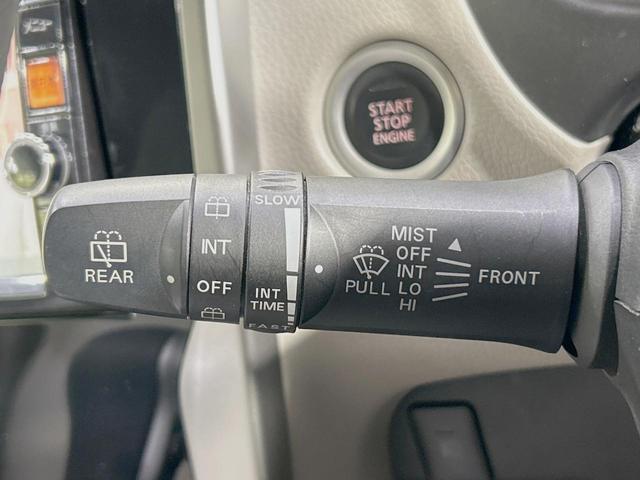 START
STOP
ENGINE
REAR
INT
OFF
SLOW
INT
TIME
FAST
PULL
MIST
OFF
INT
LO
HI
FRONT